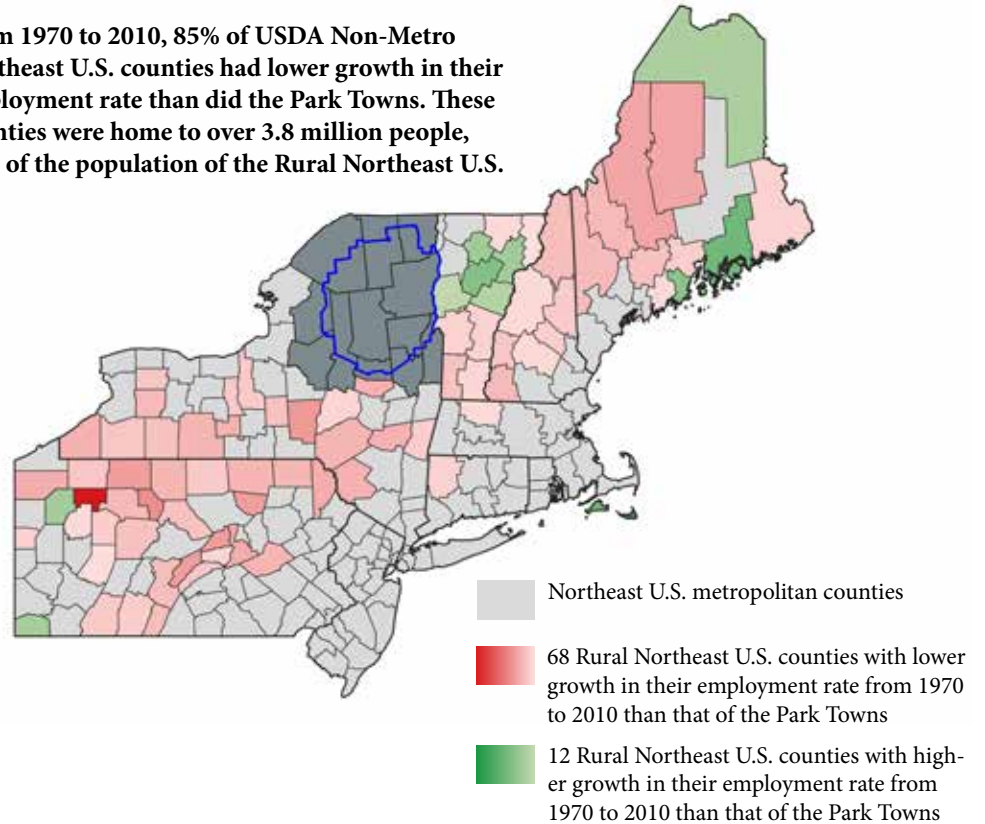 m 1970 to 2010, 85% of USDA Non-Metro
theast U.S. counties had lower growth in their
ployment rate than did the Park Towns. These
nties were home to over 3.8 million people,
of the population of the Rural Northeast U.S.
Northeast U.S. metropolitan counties
68 Rural Northeast U.S. counties with lower
growth in their employment rate from 1970
to 2010 than that of the Park Towns
12 Rural Northeast U.S. counties with high-
er growth in their employment rate from
1970 to 2010 than that of the Park Towns